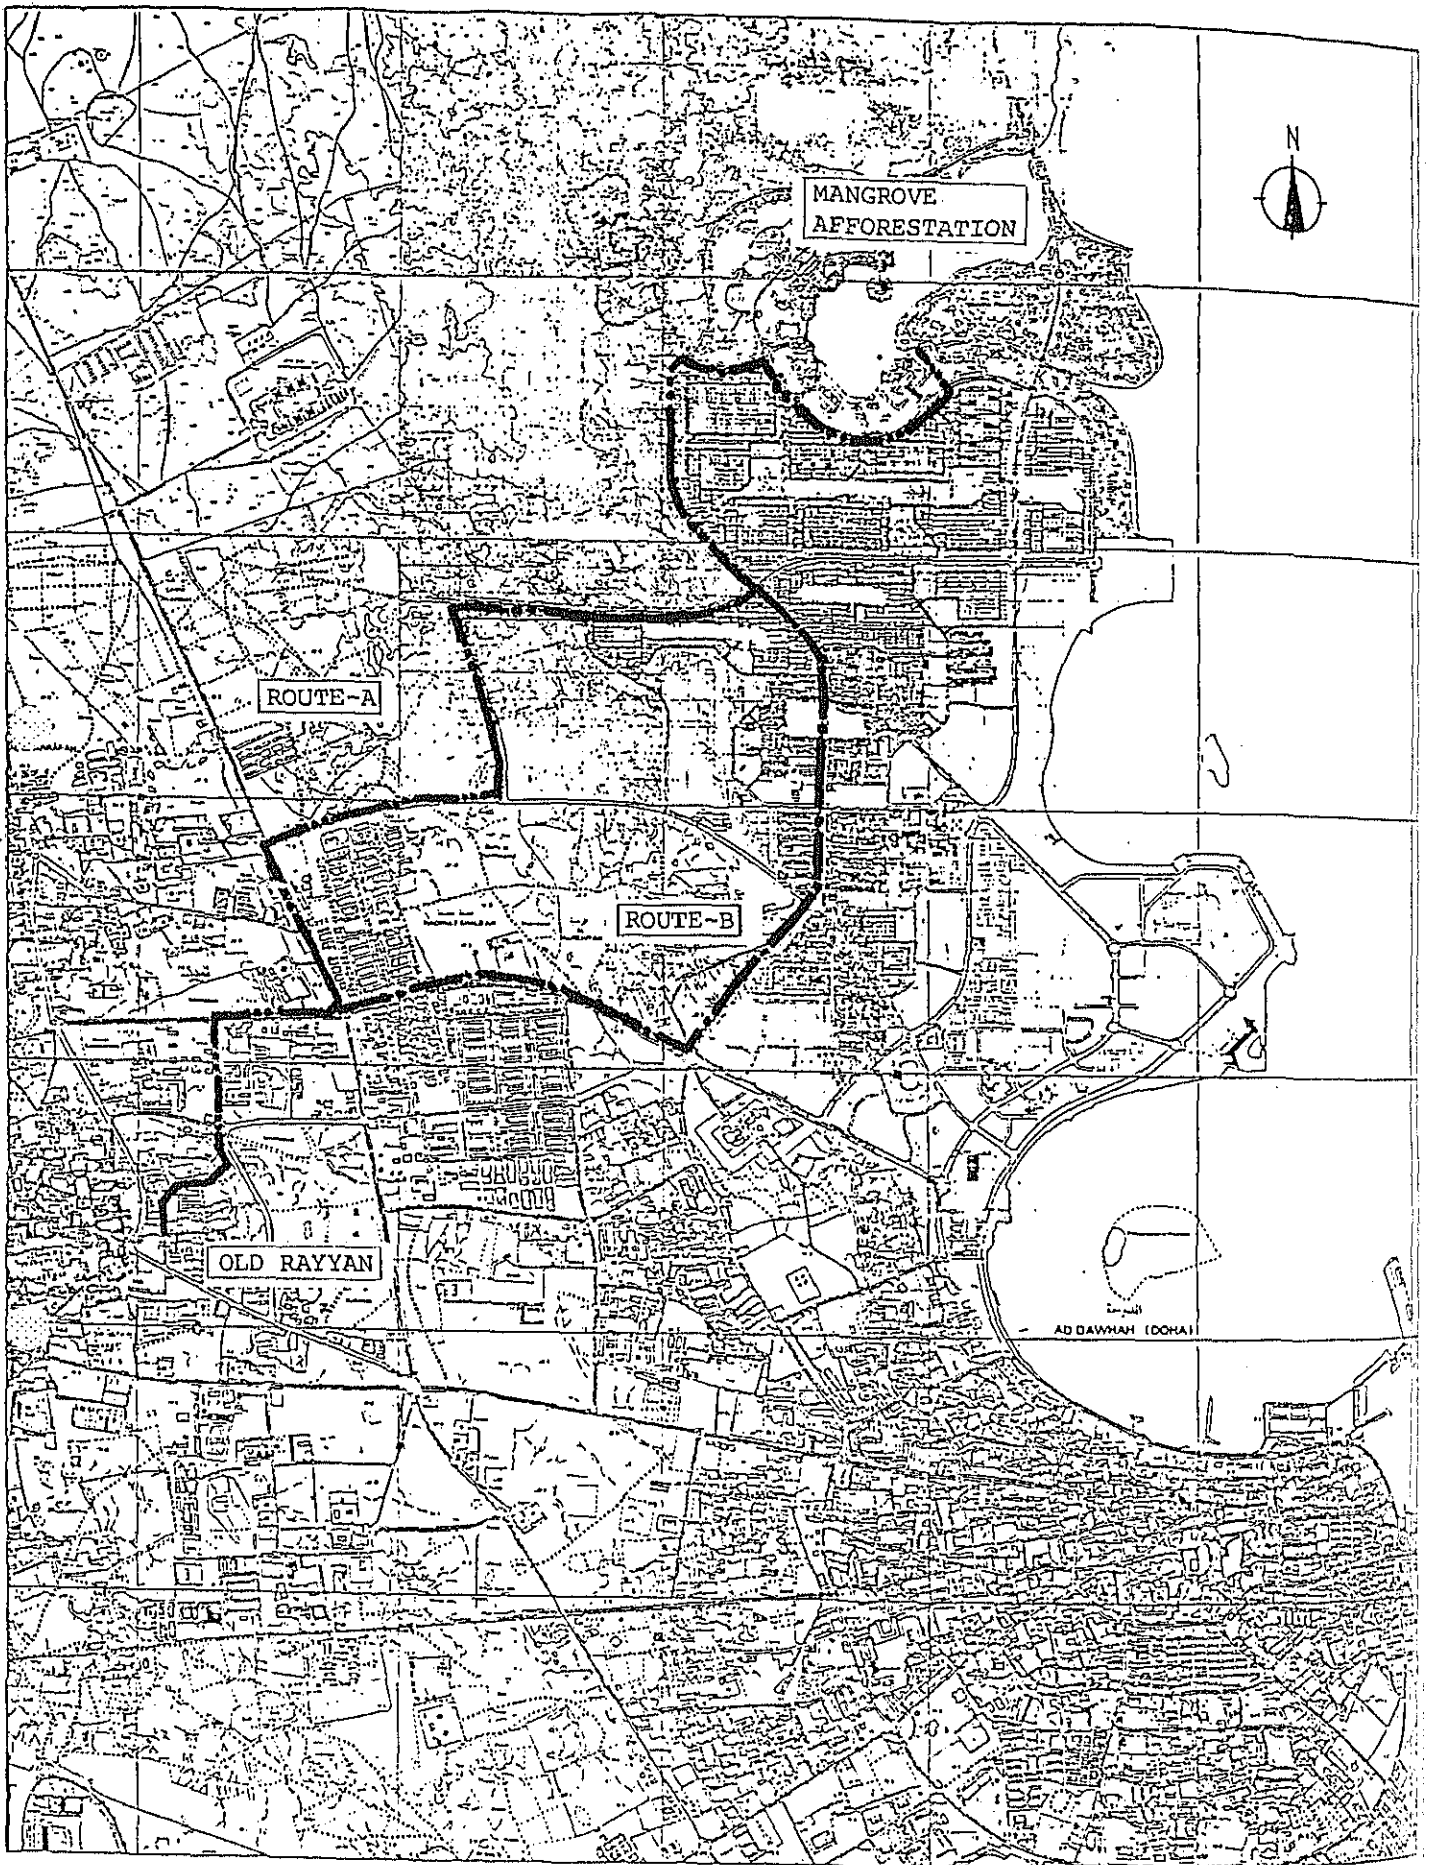 N
MANGROVE
AFFORESTATION
ROUTE-A
ROUTE-B
OLD RAYYAN
AD DAWHAH (DOHA)